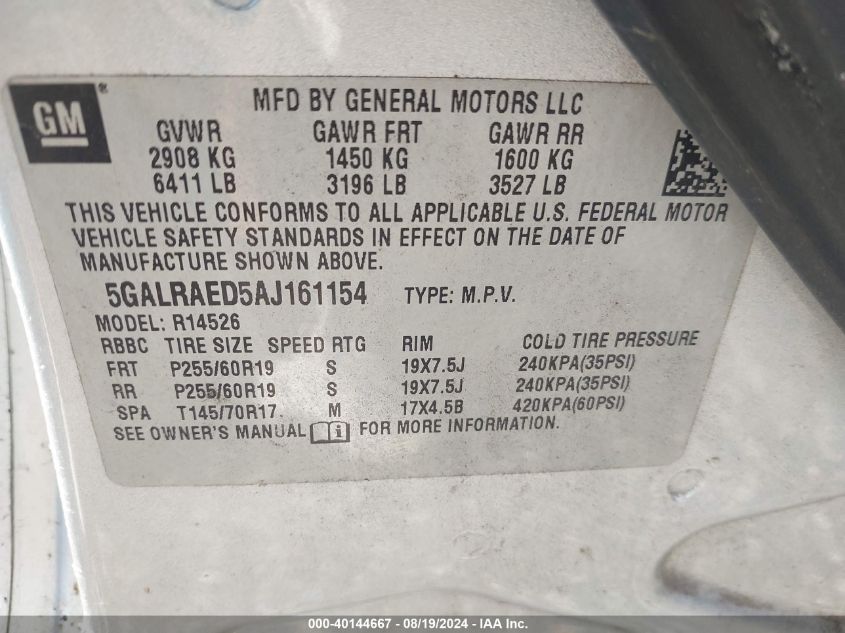 GM®
MFD BY GENERAL MOTORS LLC
GVWR GAWR FRT GAWR RR
2908 KG 1450 KG 1600 KG
6411 LB 3196 LB 3527 LB
THIS VEHICLE CONFORMS TO ALL APPLICABLE U.S. FEDERAL MOTOR
VEHICLE SAFETY STANDARDS IN EFFECT ON THE DATE OF
MANUFACTURE SHOWN ABOVE.
5GALRAED5AJ161154 TYPE: M.P.V.
MODEL: R14526
RBBC TIRE SIZE SPEED RTG RIM COLD TIRE PRESSURE
FRT P255/60R19 S 19X7.5J 240KPA(35PSI)
RR P255/60R19 S 19X7.5J 240KPA(35PSI)
SPA T145/70R17 M 17X4.5B 420KPA(60PSI)
SEE OWNER'S MANUAL i FOR MORE INFORMATION.
000-40144667 - 08/19/2024 - IAA Inc.